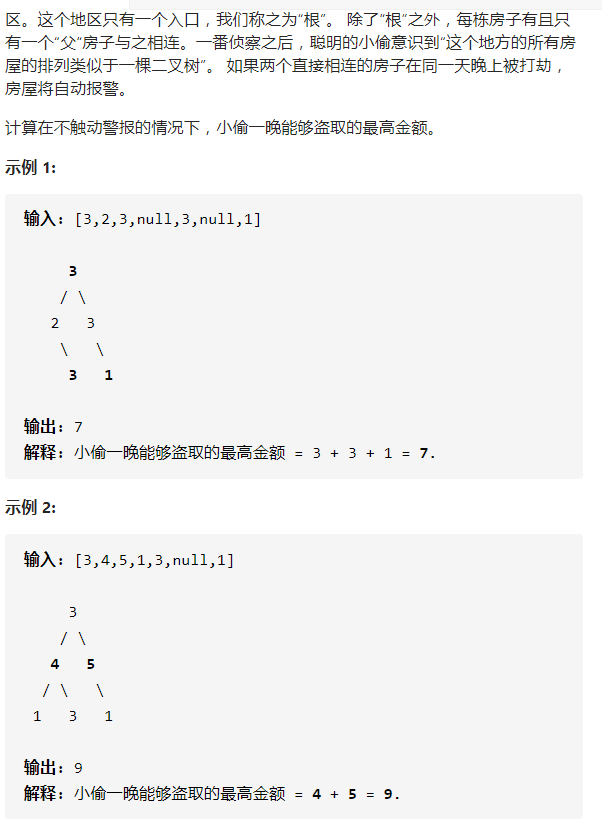 区。这个地区只有一个入口，我们称之为“根”。 除了“根”之外，每栋房子有且只
有一个“父“房子与之相连。一番侦察之后，聪明的小偷意识到“这个地方的所有房
屋的排列类似于一棵二叉树”。 如果两个直接相连的房子在同一天晚上被打劫，
房屋将自动报警。
计算在不触动警报的情况下，小偷一晚能够盗取的最高金额。
示例 1:
输入: [3,2,3,null,3,null,1]
3
/ \
2 3
\ \
3 1
输出: 7
解释: 小偷一晚能够盗取的最高金额 = 3 + 3 + 1 = 7.
示例 2:
输入: [3,4,5,1,3,null,1]
3
/ \
4 5
/ \ \
1 3 1
输出: 9
解释: 小偷一晚能够盗取的最高金额 = 4 + 5 = 9.